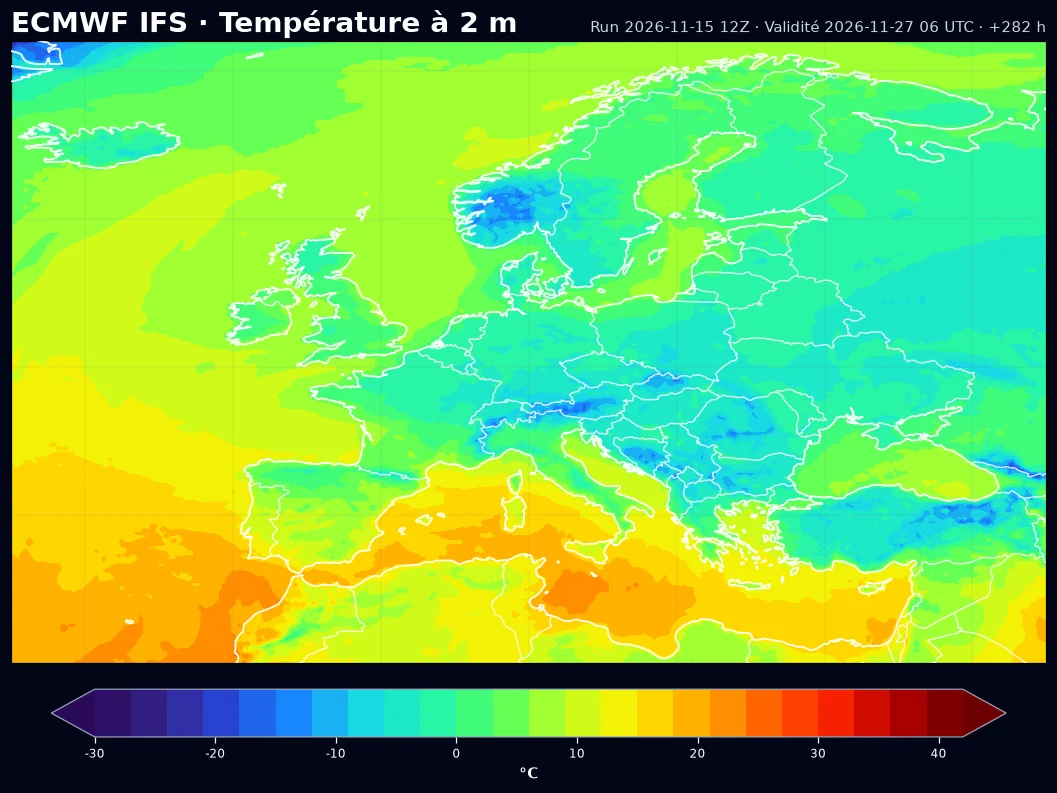 ECMWF IFS · Température à 2 m
Run 2026-11-15 12Z · Validité 2026-11-27 06 UTC · +282 h
-30 -20 -10 0 10 20 30 40
°C